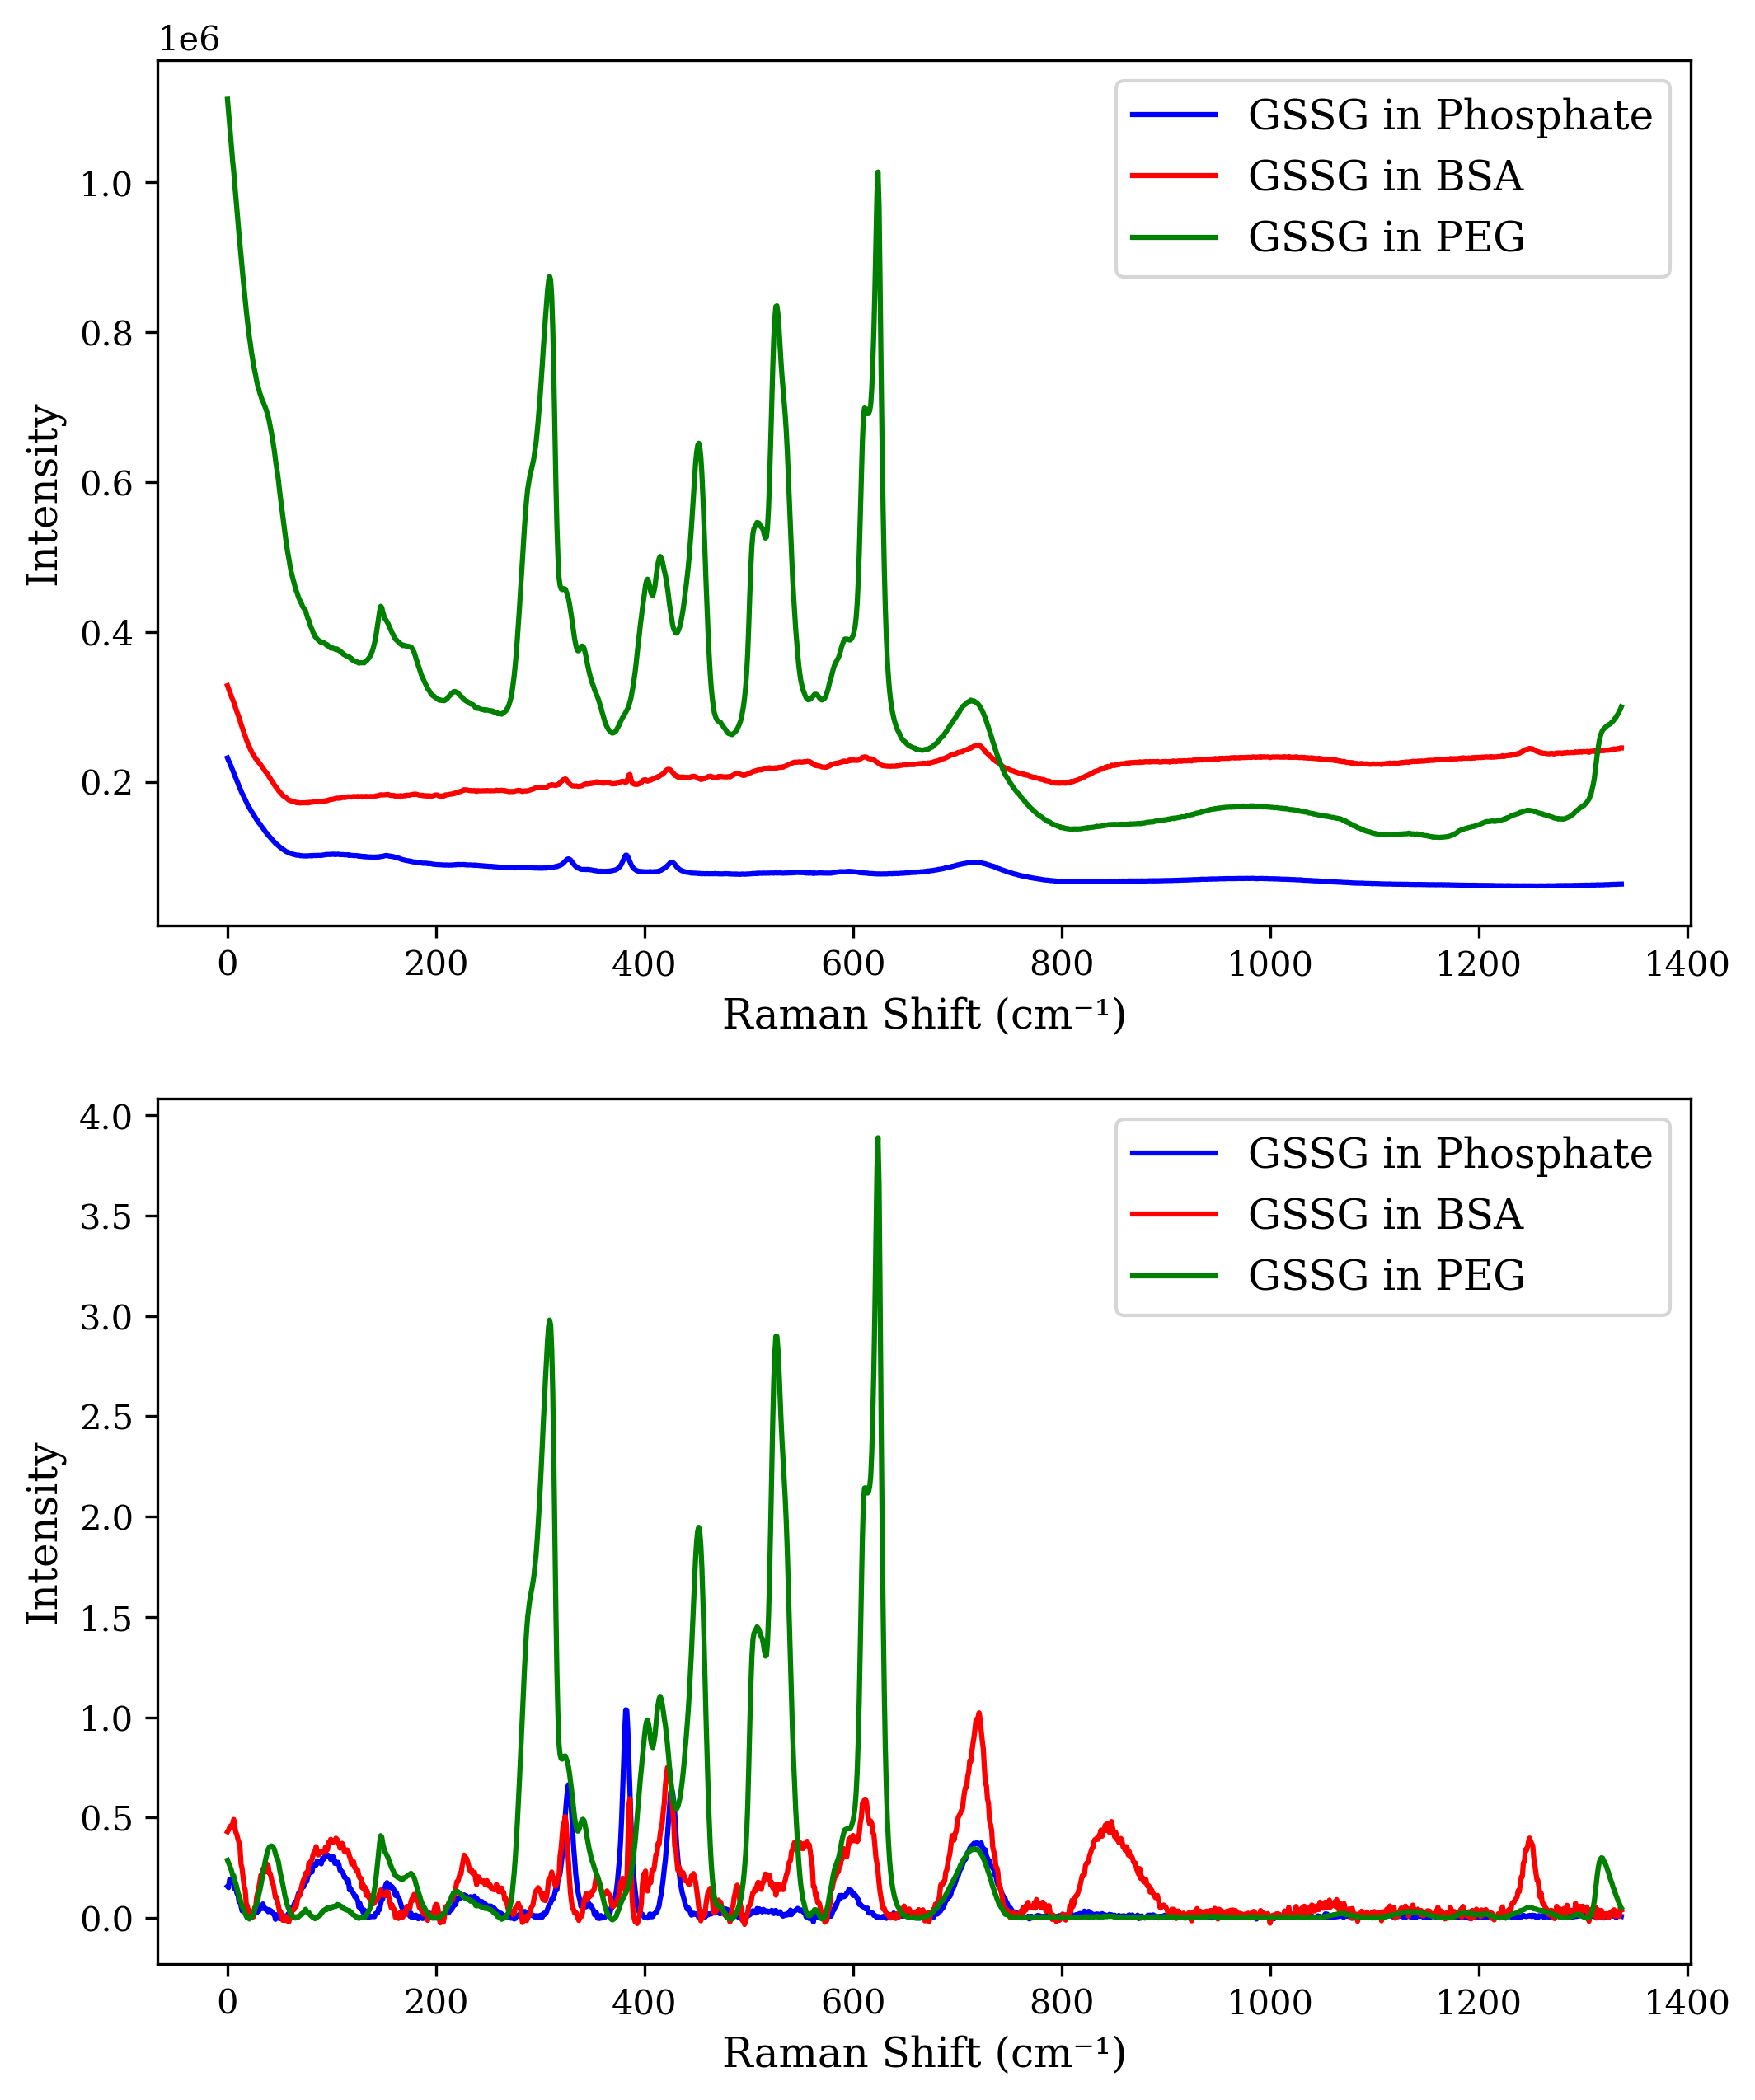 1e6
1.0
0.8
0.6
0.4
0.2
Intensity
GSSG in Phosphate
GSSG in BSA
GSSG in PEG
0 200 400 600 800 1000 1200 1400
Raman Shift (cm⁻¹)
4.0
3.5
3.0
2.5
2.0
1.5
1.0
0.5
0.0
Intensity
GSSG in Phosphate
GSSG in BSA
GSSG in PEG
0 200 400 600 800 1000 1200 1400
Raman Shift (cm⁻¹)